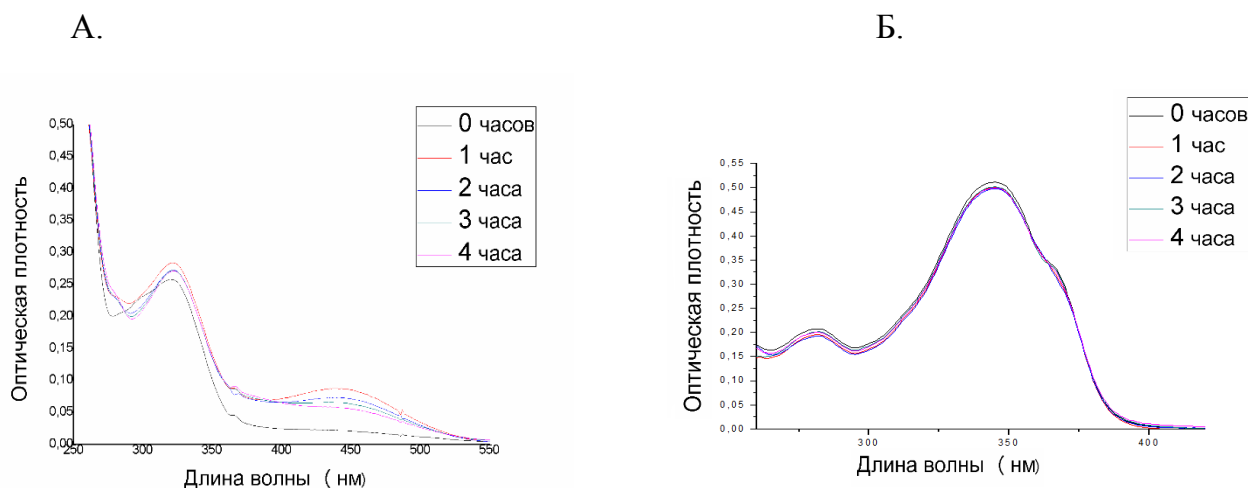 А.
Б.
0 часов
1 час
2 часа
3 часа
4 часа
0,50
0,45
0,40
0,35
0,30
0,25
0,20
0,15
0,10
0,05
0,00
250 300 350 400 450 500 550
Оптическая плотность
Длина волны ( нм)
0 часов
1 час
2 часа
3 часа
4 часа
0,55
0,50
0,45
0,40
0,35
0,30
0,25
0,20
0,15
0,10
0,05
0,00
300 350 400
Оптическая плотность
Длина волны ( нм)